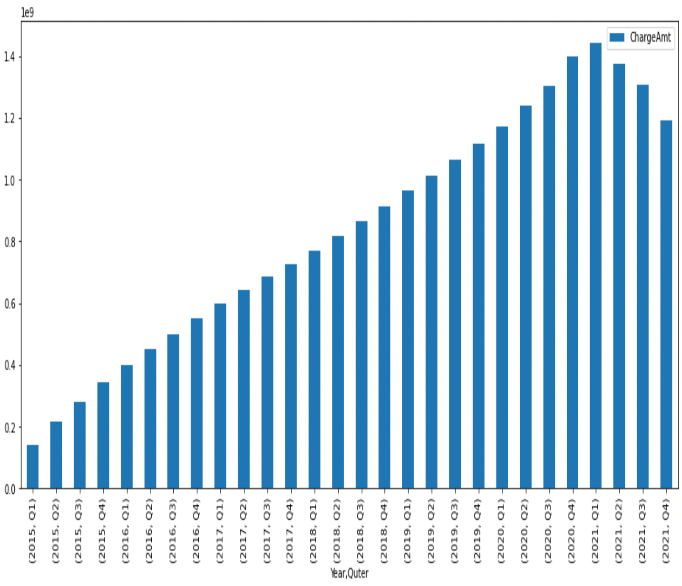 1e9
ChargeAmt
1.4
1.2
1.0
0.8
0.6
0.4
0.2
0.0
(2015, Q1)
(2015, Q2)
(2015, Q3)
(2015, Q4)
(2016, Q1)
(2016, Q2)
(2016, Q3)
(2016, Q4)
(2017, Q1)
(2017, Q2)
(2017, Q3)
(2017, Q4)
(2018, Q1)
(2018, Q2)
(2018, Q3)
(2018, Q4)
(2019, Q1)
(2019, Q2)
(2019, Q3)
(2019, Q4)
(2020, Q1)
(2020, Q2)
(2020, Q3)
(2020, Q4)
(2021, Q1)
(2021, Q2)
(2021, Q3)
(2021, Q4)
Year,Quter